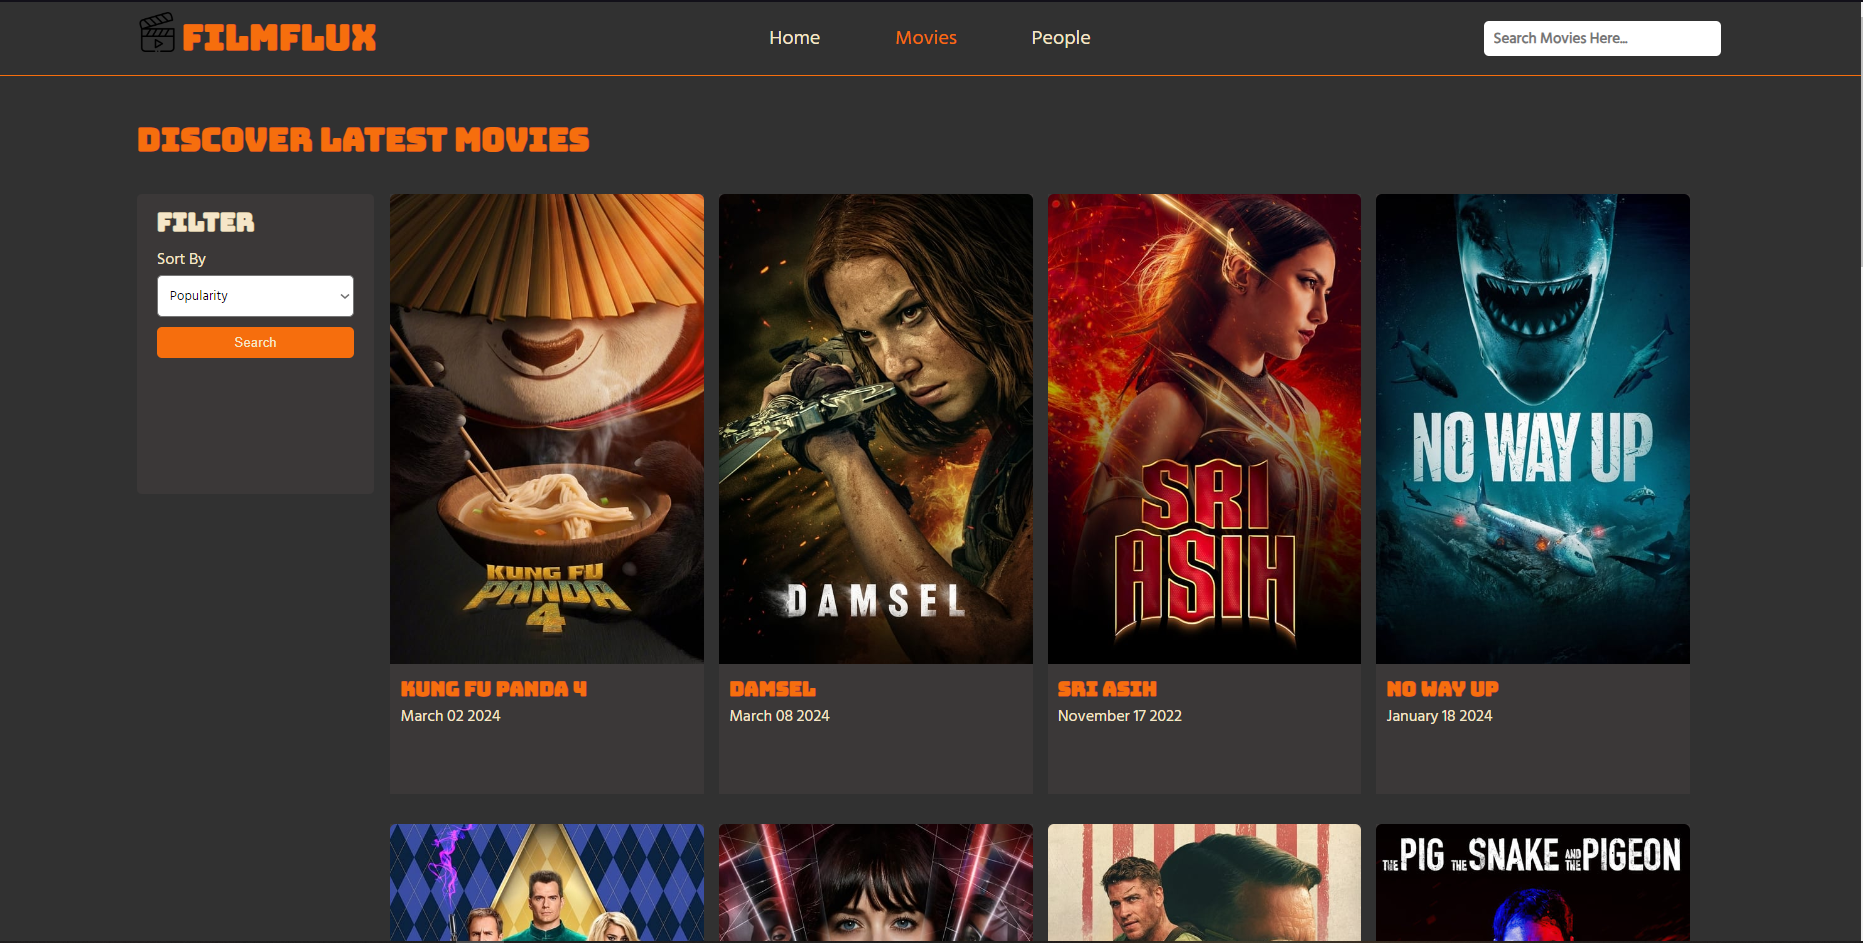 FILMFLUX
Home
Movies
People
Search Movies Here...
DISCOVER LATEST MOVIES
FILTER
Sort By
Popularity
Search
KUNG FU
PANDA
4
DAMSEL
SRI
ASIH
NO WAY UP
KUNG FU PANDA 4
March 02 2024
DAMSEL
March 08 2024
SRI ASIH
November 17 2022
NO WAY UP
January 18 2024
THE PIG THE SNAKE AND THE PIGEON